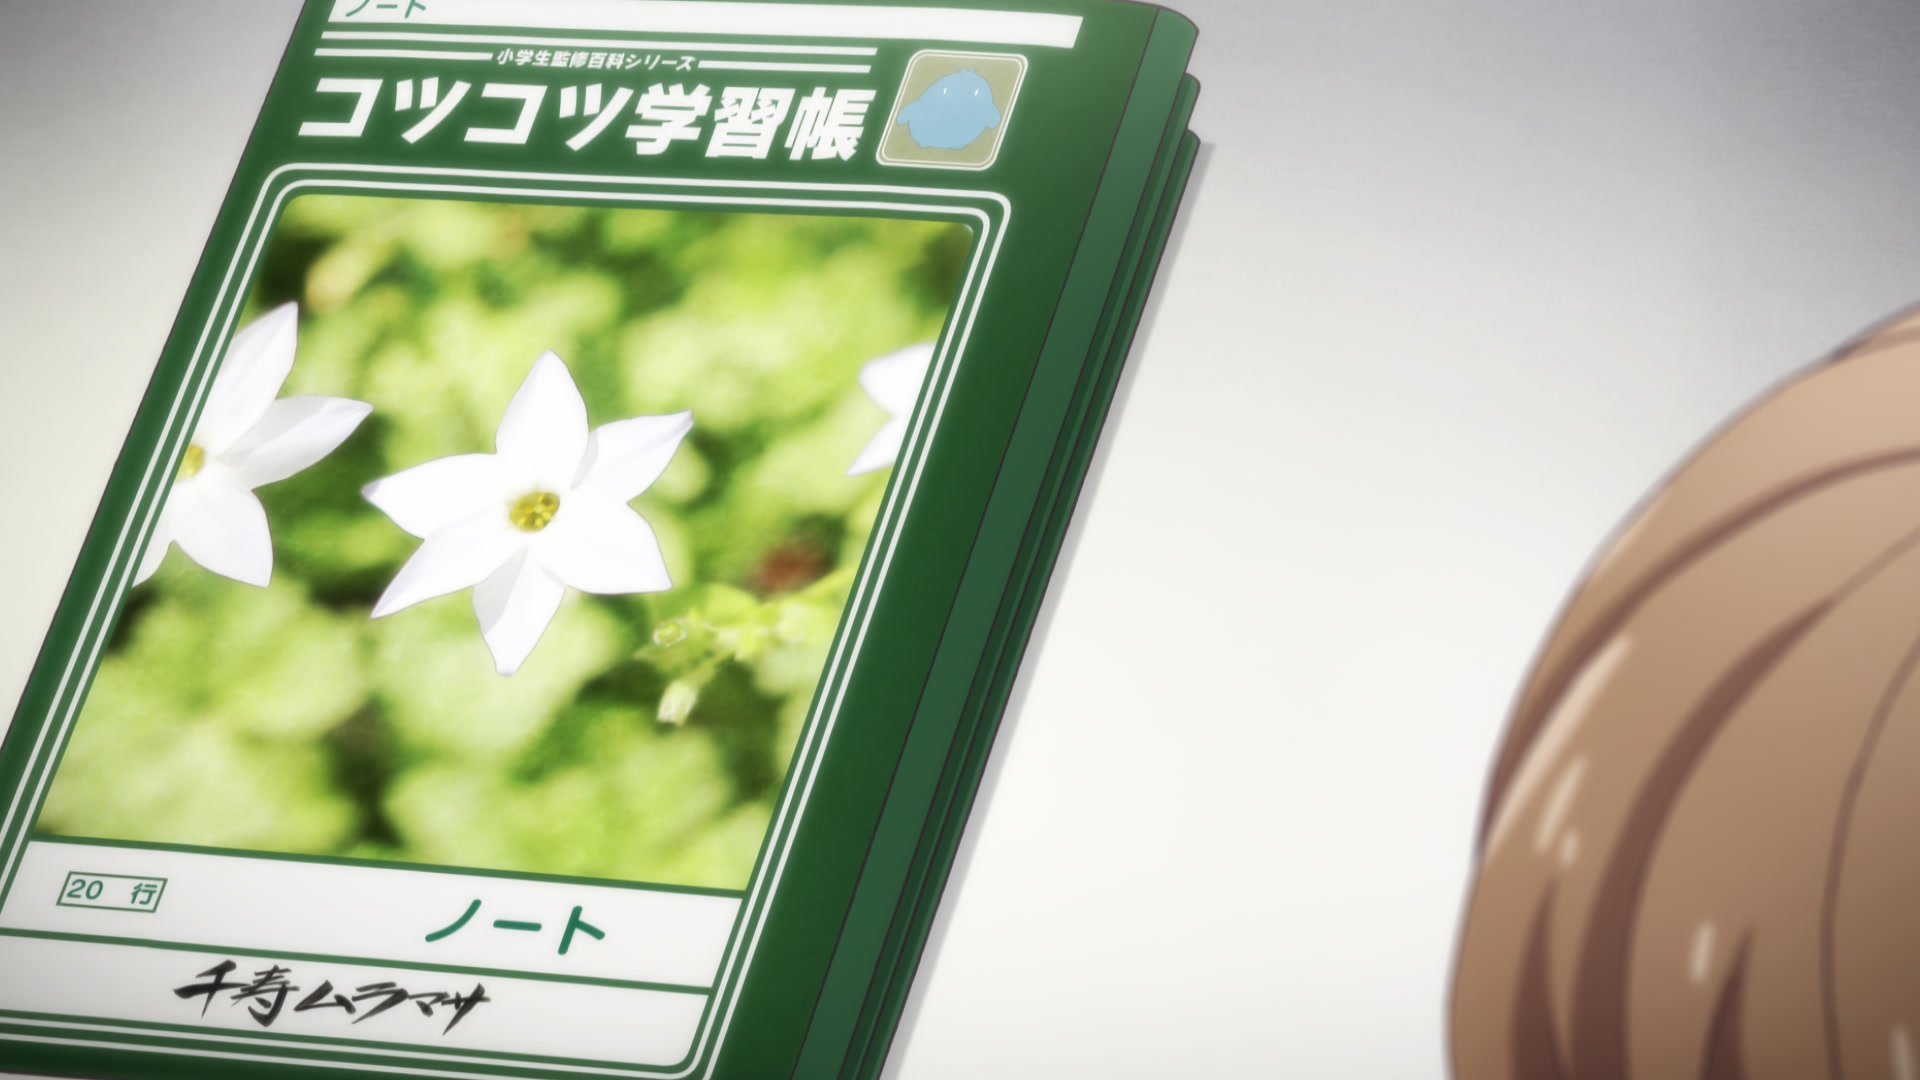 ノート
小学生監修百科シリーズ
コツコツ学習帳
20 行
ノート
千寿ムラマサ